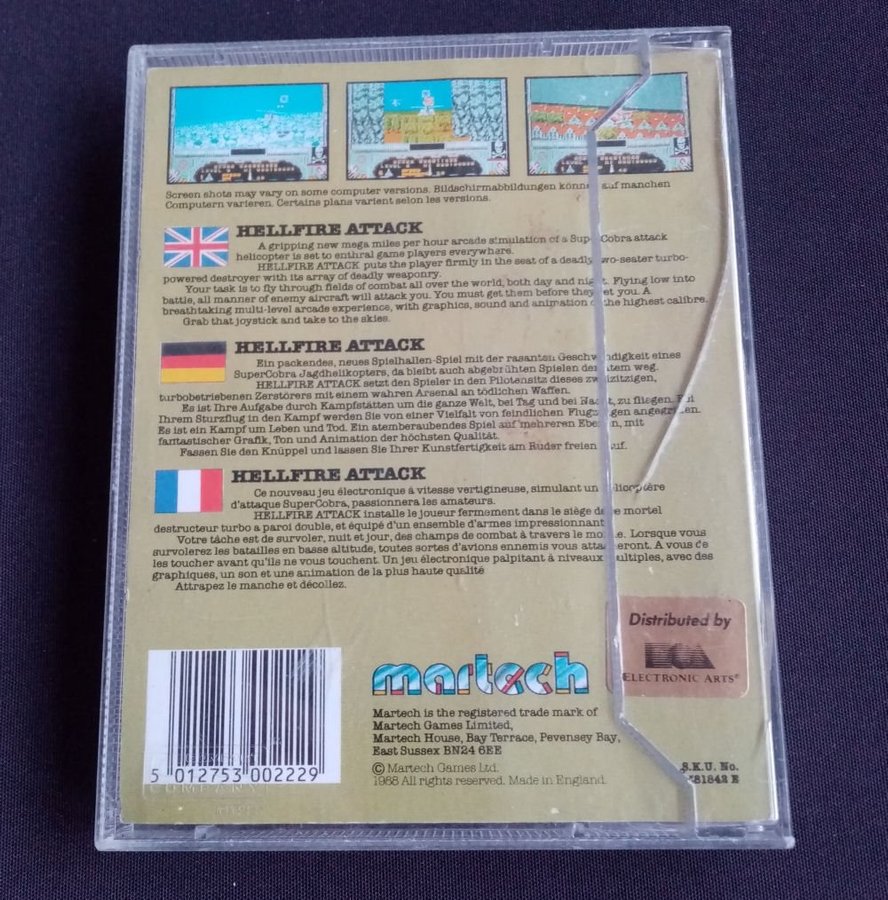 Screen shots may vary on some computer versions. Bildschirmabbildungen auf manchen
Computern varieren. Certains plans varient selon les versions.
HELLFIRE ATTACK
A gripping new mega miles per hour arcade simulation of a SuperCobra attack
helicopter is set to enthral game players everywhere.
HELLFIRE ATTACK puts the player firmly in the seat of a deadly two-seater turbo-
powered destroyer with its array of deadly weaponry.
Your task is to fly through fields of combat all over the world, both day and night. Flying low into
battle, all manner of enemy aircraft will attack you. You must get them before they get you. A
breathtaking multi-level arcade experience, with graphics, sound and animation of the highest calibre.
Grab that joystick and take to the skies.
HELLFIRE ATTACK
Ein packendes, neues Spielhallen-Spiel mit der rasanten Geschwindigkeit eines
SuperCobra Jagdhelikopters, da bleibt auch abgebrühten Spielen der Atem weg.
HELLFIRE ATTACK setzt den Spieler in den Pilotensitz dieses zweizitzigen,
turbobetriebenen Zerstörers mit einem wahren Arsenal an tödlichen Waffen.
Es ist Ihre Aufgabe durch Kampfstätten um die ganze Welt, bei Tag und bei Nacht, zu fliegen. Bei
Ihrem Sturzflug in den Kampf werden Sie von einer Vielfalt von feindlichen Flugzeugen angegriffen.
Es ist ein Kampf um Leben und Tod. Ein atemberaubendes Spiel auf mehreren Ebenen, mit
fantastischer Grafik, Ton und Animation der höchsten Qualität.
Fassen Sie den Knüppel und lassen Sie Ihrer Kunstfertigkeit am Ruder freien Lauf.
HELLFIRE ATTACK
Ce nouveau jeu électronique à vitesse vertigineuse, simulant un hélicoptère
d'attaque SuperCobra, passionnera les amateurs.
HELLFIRE ATTACK installe le joueur fermement dans le siège de ce mortel
destructeur turbo a paroi double, et équipé d'un ensemble d'armes impressionnant
Votre tâche est de survoler, nuit et jour, des champs de combat à travers le monde. Lorsque vous
survolerez les batailles en basse altitude, toutes sortes d'avions ennemis vous attaqueront. A vous de
les toucher avant qu'ils ne vous touchent. Un jeu électronique palpitant à niveaux multiples, avec des
graphiques, un son et une animation de la plus haute qualité
Attrapez le manche et décollez.
Distributed by
ELECTRONIC ARTS®
martech
Martech is the registered trade mark of
Martech Games Limited,
Martech House, Bay Terrace, Pevensey Bay,
East Sussex BN24 6EE
© Martech Games Ltd.
1988 All rights reserved. Made in England.
5 012753 002229
S.K.U. No.